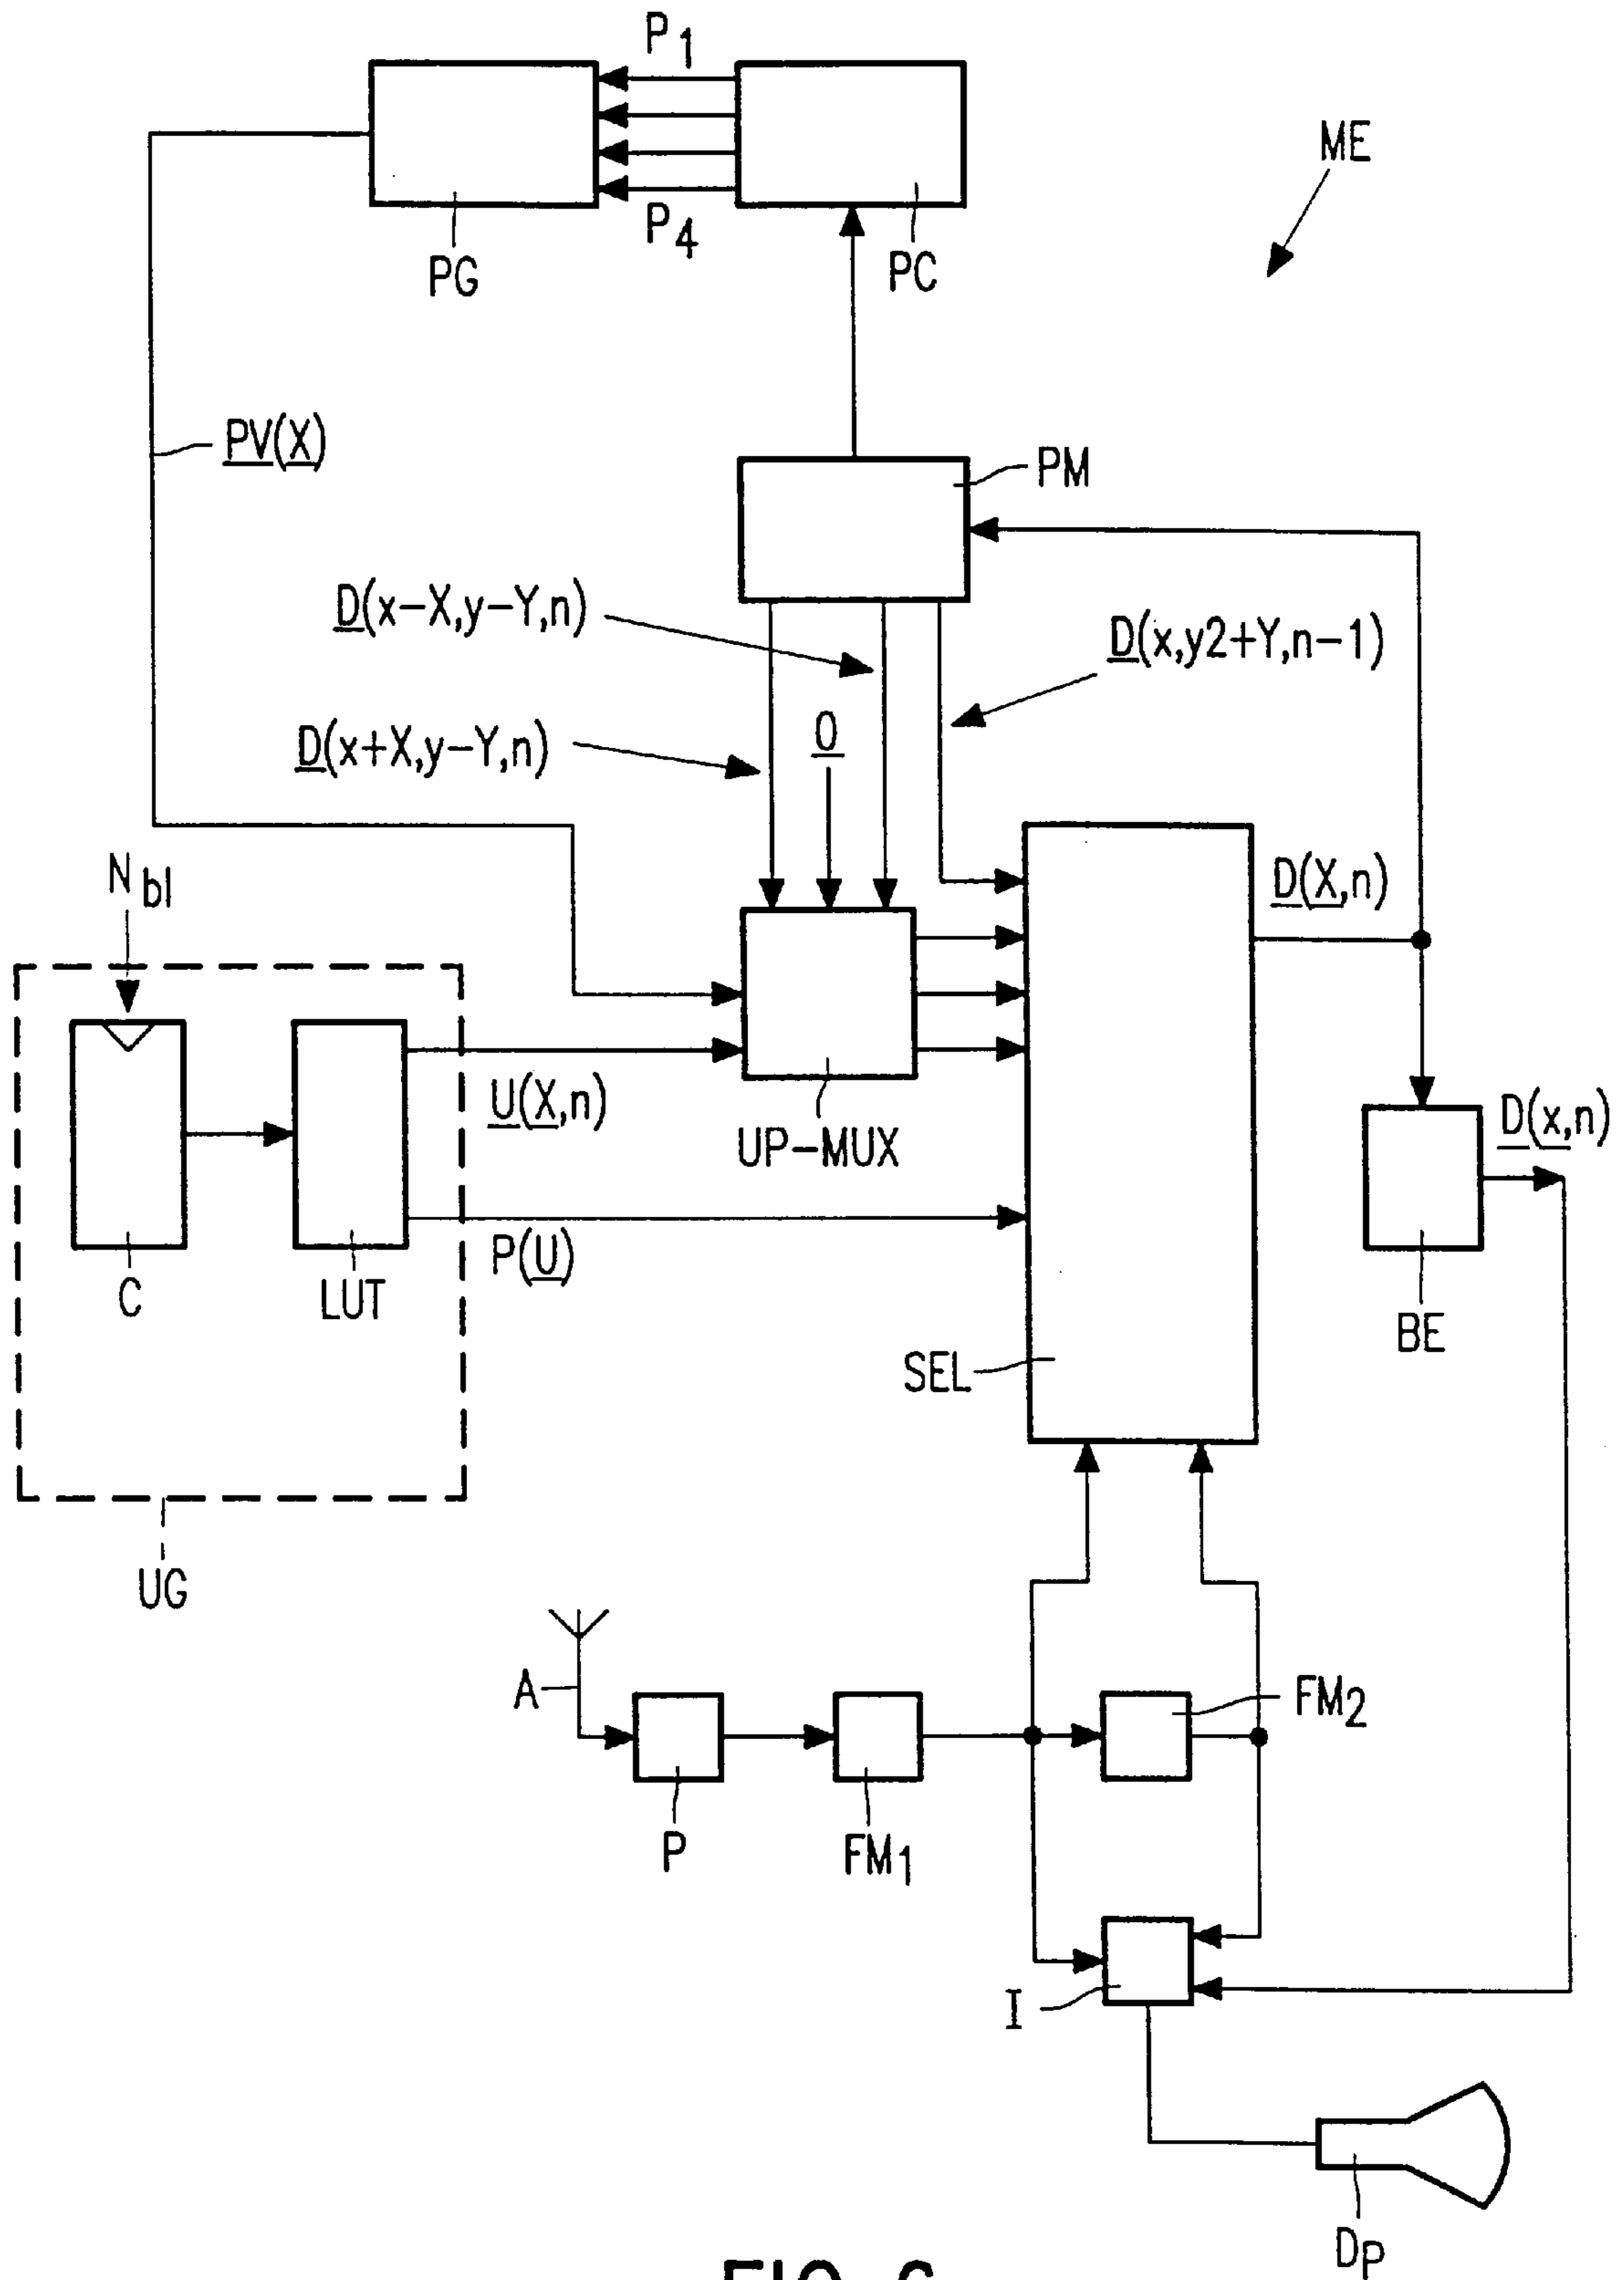 P1
P4
PG
PC
ME
PV(X)
PM
D(x−X,y−Y,n)
D(x,y2+Y,n−1)
D(x+X,y−Y,n)
0
Nbl
D(X,n)
U(X,n)
UP−MUX
D(x,n)
P(U)
C
LUT
BE
SEL
UG
A
FM2
P
FM1
I
DP